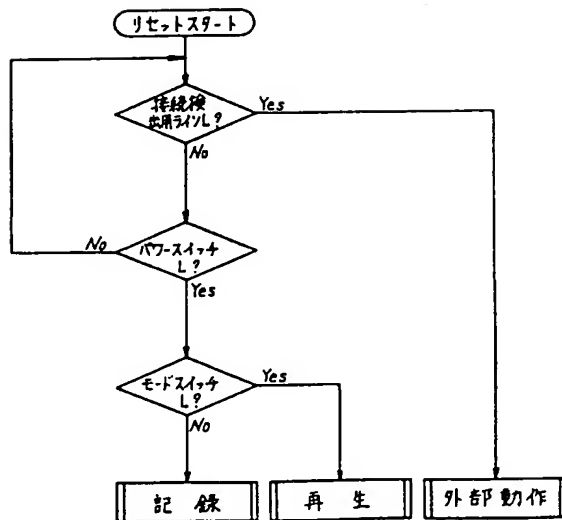 リセットスタート
接続検
出用ラインL?
Yes
No
パワースイッチ
L?
No
Yes
モードスイッチ
L?
Yes
No
記録
再生
外部動作